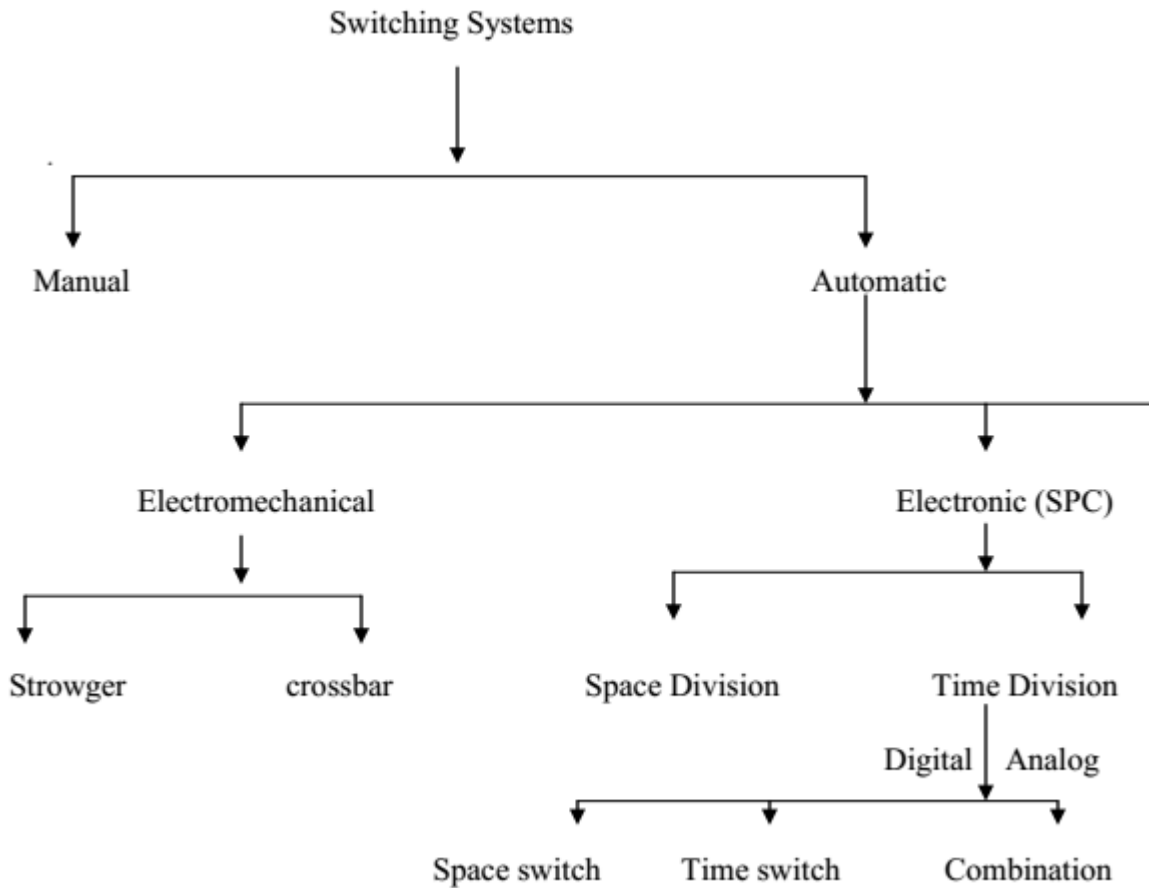 Switching Systems
Manual
Automatic
Electromechanical
Electronic (SPC)
Strowger
crossbar
Space Division
Time Division
Digital
Analog
Space switch
Time switch
Combination